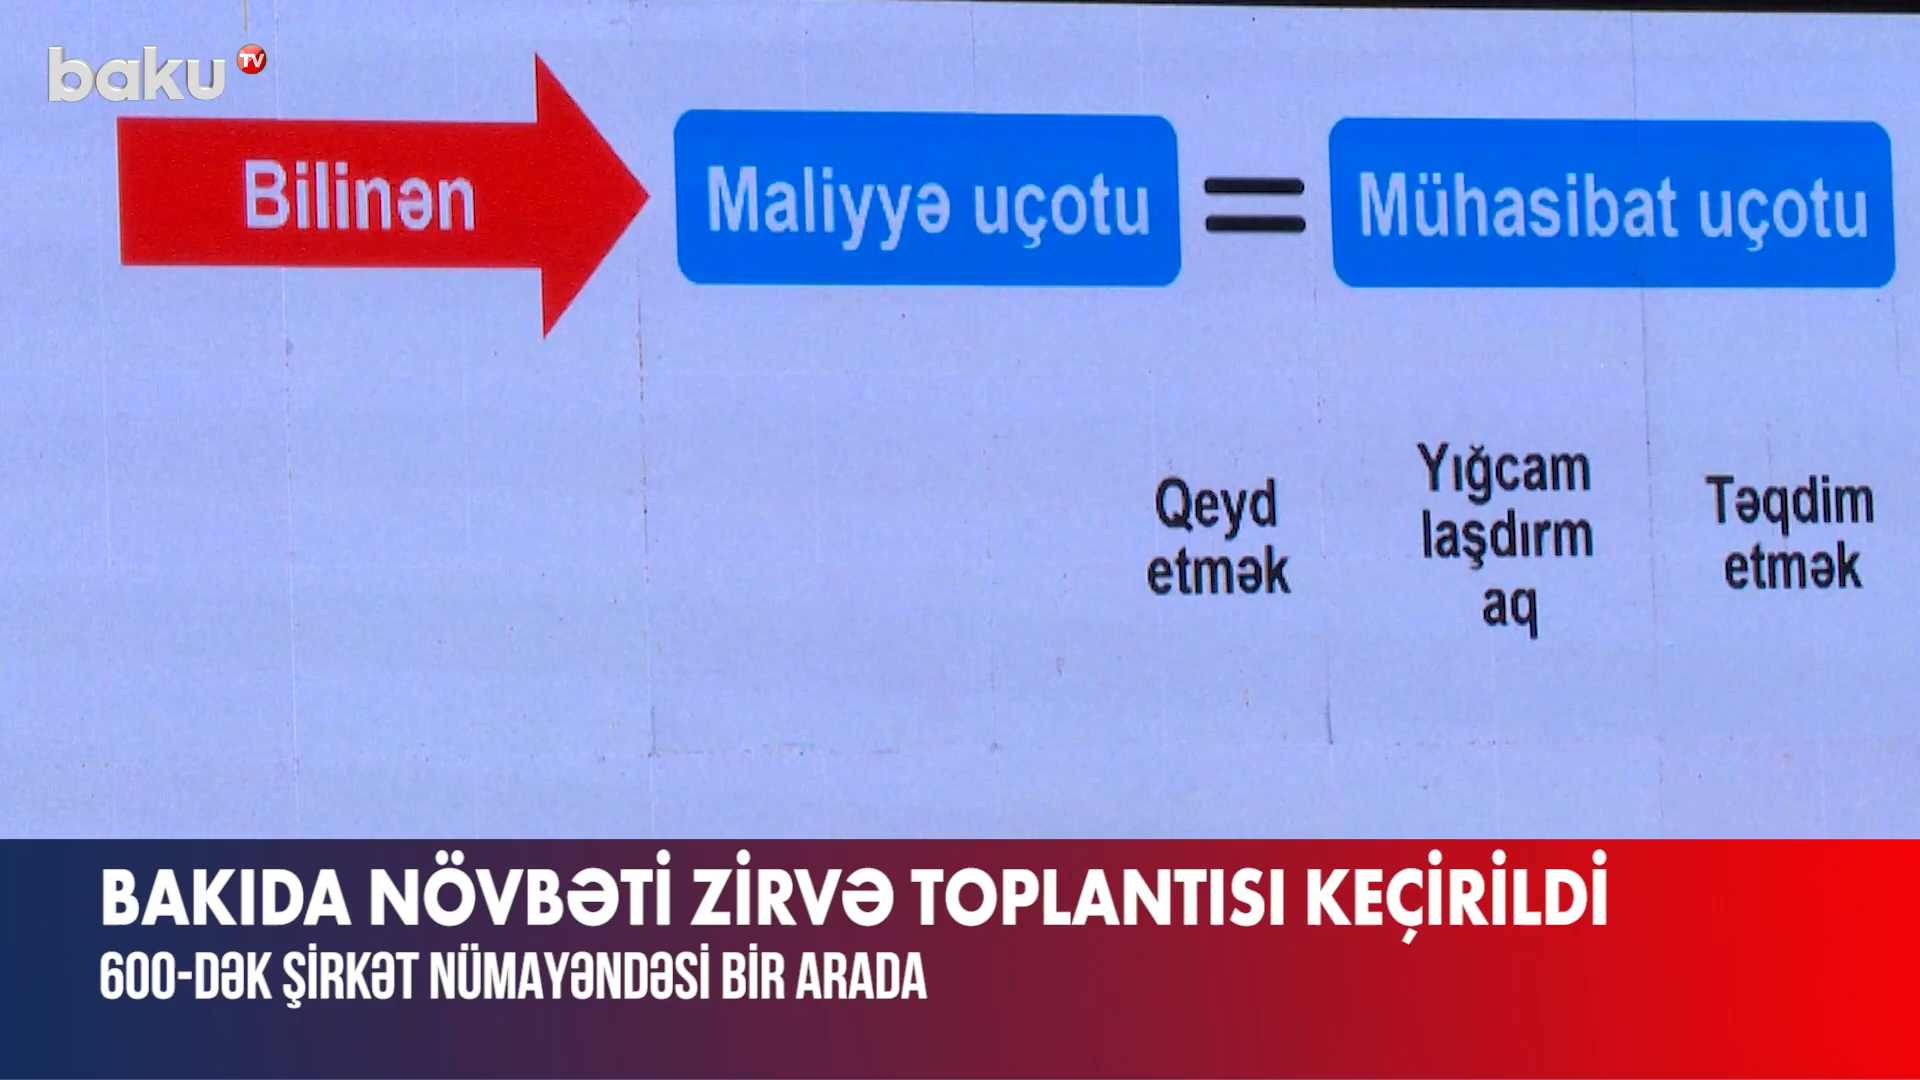 baku TV
Bilinən
Maliyyə uçotu
=
Mühasibat uçotu
Qeyd
etmək
Yığcam
laşdırm
aq
Təqdim
etmək
BAKIDA NÖVBƏTİ ZİRVƏ TOPLANTISI KEÇİRİLDİ
600-DƏK ŞİRKƏT NÜMAYƏNDƏSİ BİR ARADA